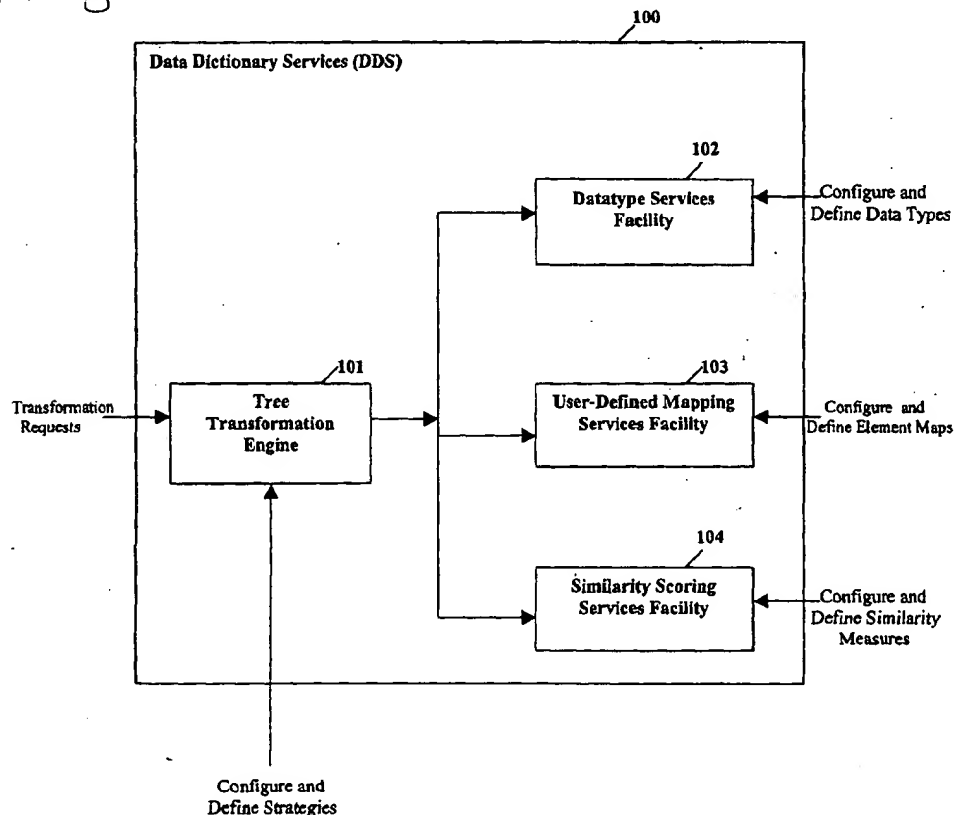 100
Data Dictionary Services (DDS)
102
Datatype Services
Facility
Configure and
Define Data Types
101
Tree
Transformation
Engine
Transformation
Requests
103
User-Defined Mapping
Services Facility
Configure and
Define Element Maps
104
Similarity Scoring
Services Facility
Configure and
Define Similarity
Measures
Configure and
Define Strategies